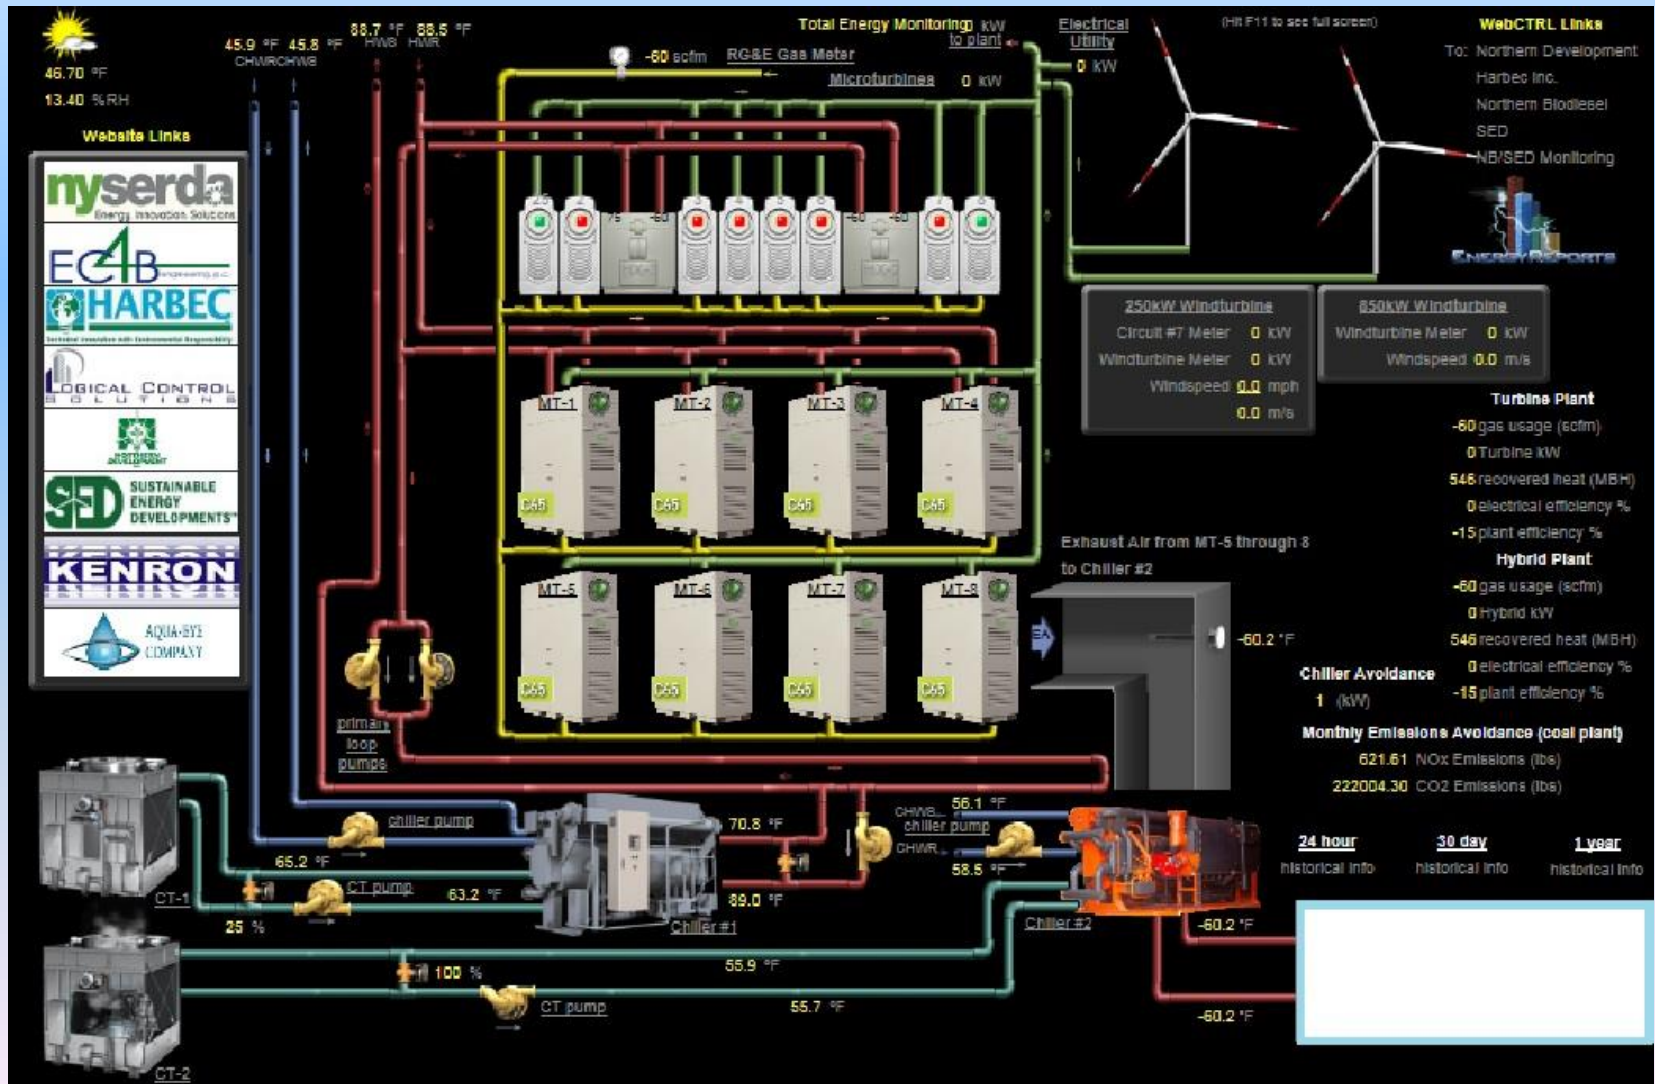 46.70 °F
13.40 %RH
45.9 °F 45.8 °F
CHWR CHWS
88.7 °F 88.5 °F
HWS HWR
Total Energy Monitoring 0 kW
to plant
-60 scfm RG&E Gas Meter
Microturbines 0 kW
Electrical
Utility
0 kW
(Hit F11 to see full screen)
WebCTRL Links
To: Northern Development
Harbec Inc.
Northern Biodiesel
SED
NB/SED Monitoring
ENERGYREPORTS
Website Links
nyserda
Energy Innovation Solutions
HARBEC
LOGICAL CONTROL
SOLUTIONS
DEVELOPMENT
SED SUSTAINABLE
ENERGY
DEVELOPMENTS
KENRON
AQUA-EYE
COMPANY
75 -60 -60 -60
250kW Windturbine
Circuit #7 Meter 0 kW
Windturbine Meter 0 kW
Windspeed 0.0 mph
0.0 m/s
850kW Windturbine
Windturbine Meter 0 kW
Windspeed 0.0 m/s
MT-1 MT-2 MT-3 MT-4
C65 C65 C65 C65
MT-5 MT-6 MT-7 MT-8
C65 C65 C65 C65
Exhaust Air from MT-5 through 8
to Chiller #2
EA
-60.2 °F
Turbine Plant
-60 gas usage (scfm)
0 Turbine kW
546 recovered heat (MBH)
0 electrical efficiency %
-15 plant efficiency %
Hybrid Plant
-60 gas usage (scfm)
0 Hybrid kW
546 recovered heat (MBH)
0 electrical efficiency %
-15 plant efficiency %
Chiller Avoidance
1 (kW)
Monthly Emissions Avoidance (coal plant)
621.61 NOx Emissions (lbs)
222004.30 CO2 Emissions (lbs)
24 hour
historical info
30 day
historical info
1 year
historical info
primary
loop
pumps
chiller pump
65.2 °F
CT pump
63.2 °F
CT-1
25 %
70.8 °F
89.0 °F
Chiller #1
CHWS
56.1 °F
chiller pump
CHWR
58.5 °F
Chiller #2
-60.2 °F
-60.2 °F
100 %
55.9 °F
CT pump
55.7 °F
CT-2